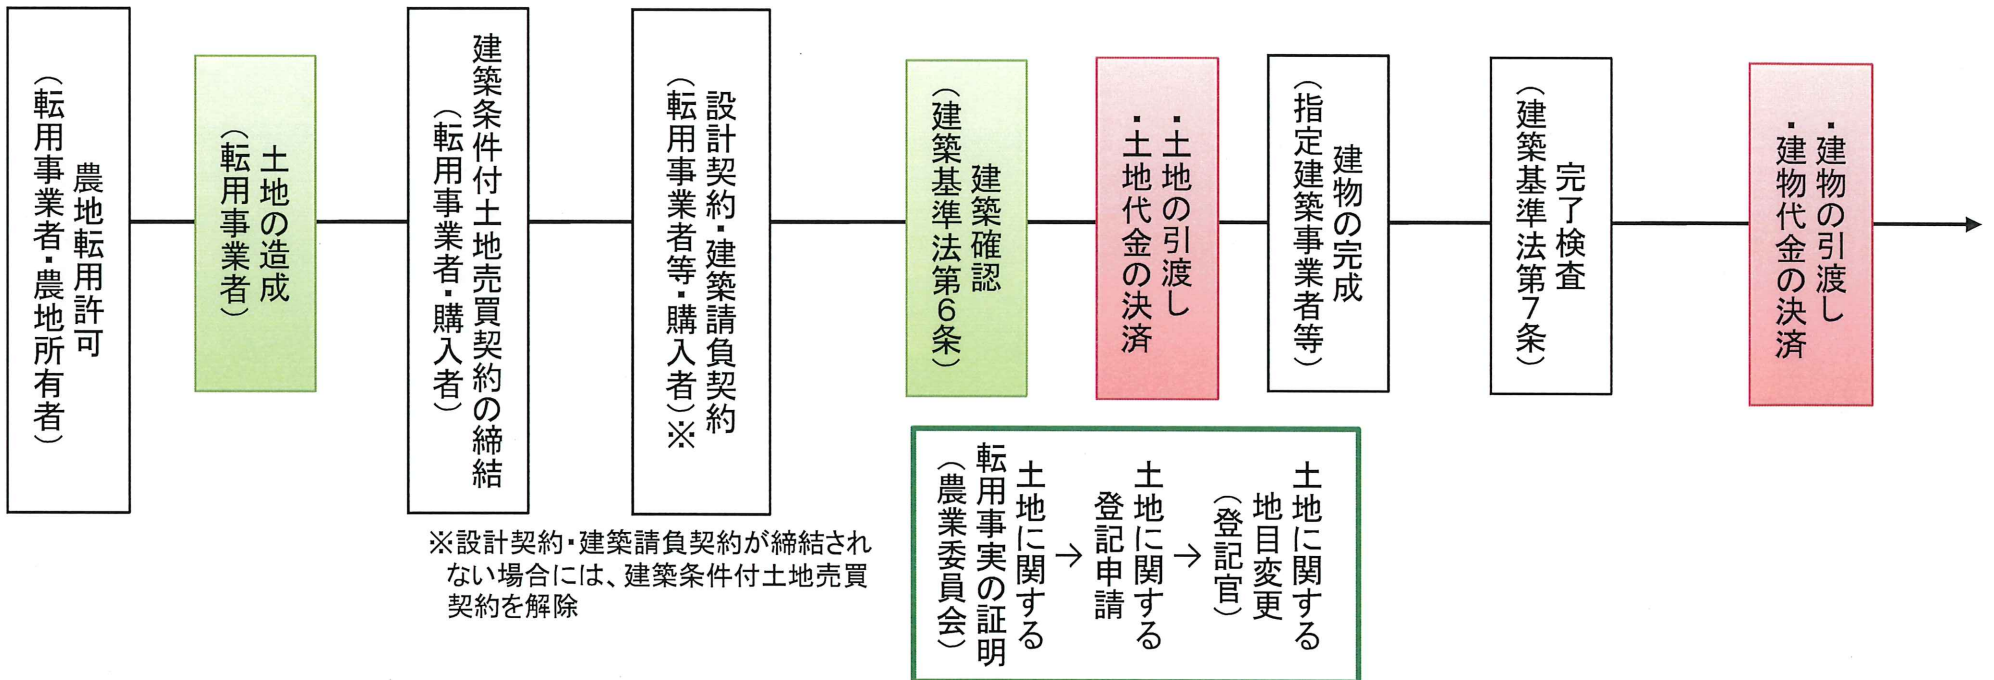 農地転用許可
（転用事業者・農地所有者）
土地の造成
（転用事業者）
建築条件付土地売買契約の締結
（転用事業者・購入者）
設計契約・建築請負契約
（転用事業者等・購入者）※
建築確認
（建築基準法第６条）
・土地の引渡し
・土地代金の決済
建物の完成
（指定建築事業者等）
完了検査
（建築基準法第７条）
・建物の引渡し
・建物代金の決済
※設計契約・建築請負契約が締結され
ない場合には、建築条件付土地売買
契約を解除
土地に関する
転用事実の証明
（農業委員会）
→
土地に関する
登記申請
→
土地に関する
地目変更
（登記官）